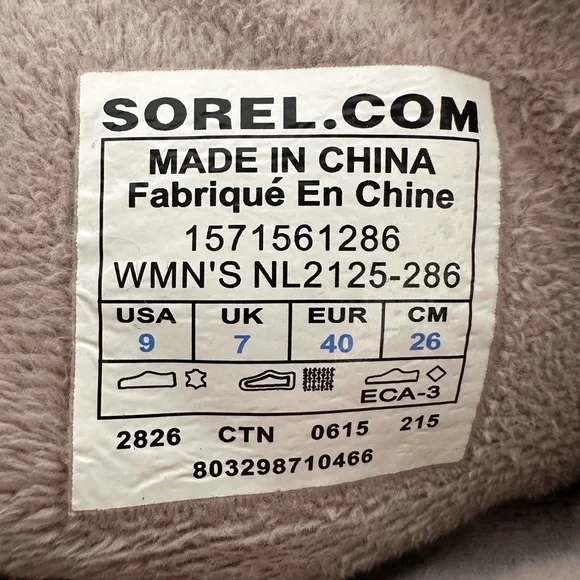 SOREL.COM
MADE IN CHINA
Fabriqué En Chine
1571561286
WMN'S NL2125-286
USA UK EUR CM
9 7 40 26
ECA-3
2826 CTN 0615 215
803298710466